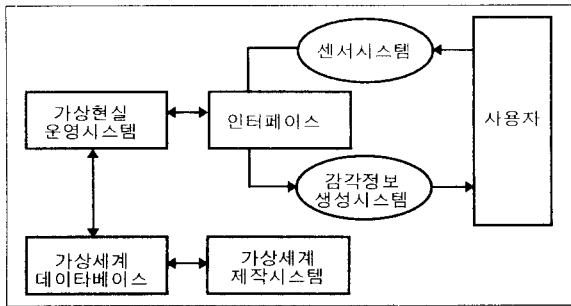 센서시스템
사용자
가상현실
운영시스템
인터페이스
감각정보
생성시스템
가상세계
데이타베이스
가상세계
제작시스템